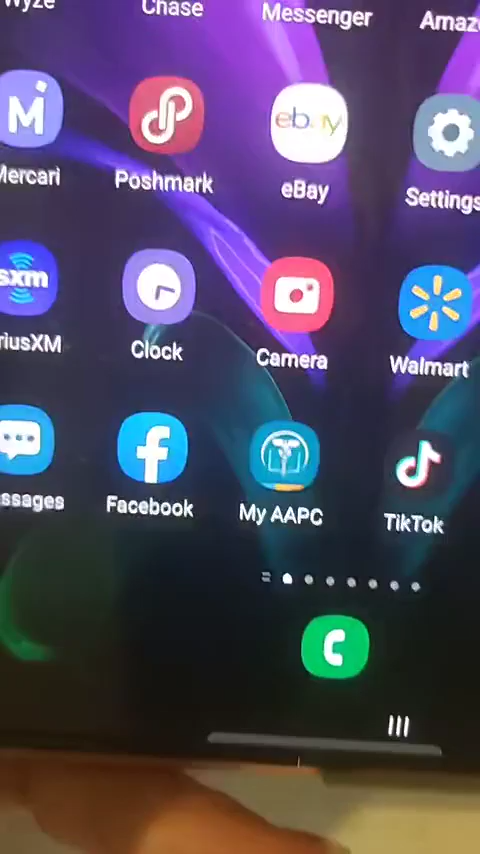 Wyze Chase Messenger Amaz
M
ebay
Mercari Poshmark eBay Settings
sxm
riusXM Clock Camera Walmart
f
ssages Facebook My AAPC TikTok